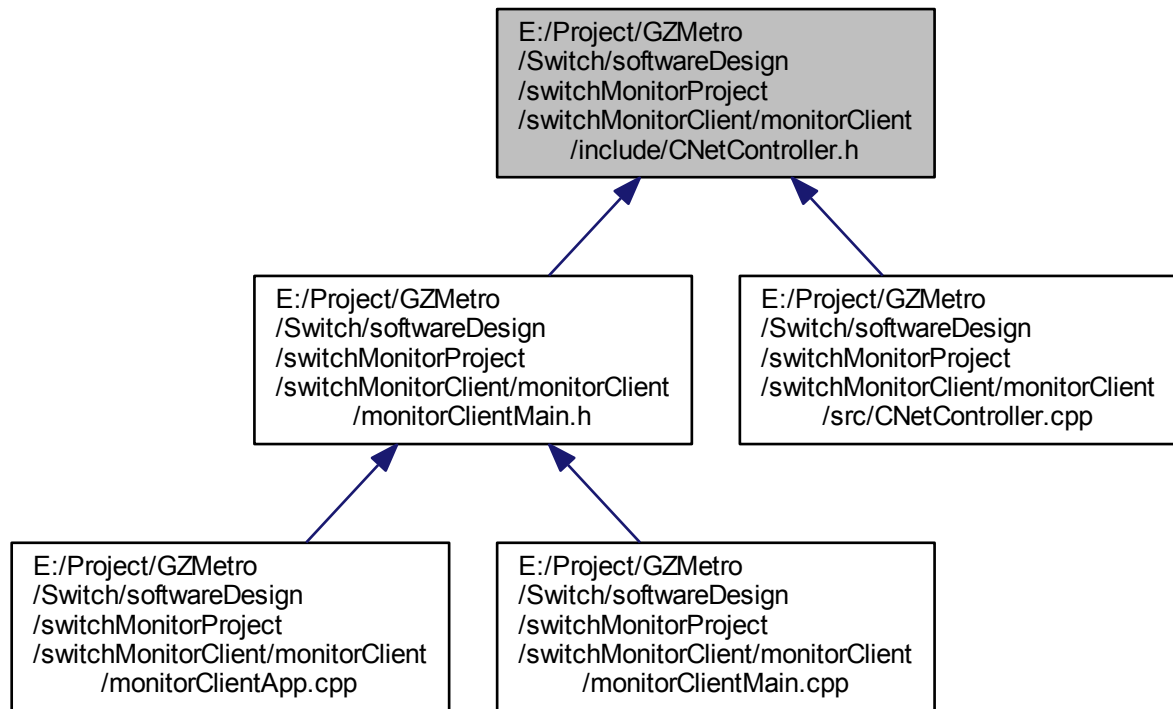 E:/Project/GZMetro
/Switch/softwareDesign
/switchMonitorProject
/switchMonitorClient/monitorClient
/include/CNetController.h
E:/Project/GZMetro
/Switch/softwareDesign
/switchMonitorProject
/switchMonitorClient/monitorClient
/monitorClientMain.h
E:/Project/GZMetro
/Switch/softwareDesign
/switchMonitorProject
/switchMonitorClient/monitorClient
/src/CNetController.cpp
E:/Project/GZMetro
/Switch/softwareDesign
/switchMonitorProject
/switchMonitorClient/monitorClient
/monitorClientApp.cpp
E:/Project/GZMetro
/Switch/softwareDesign
/switchMonitorProject
/switchMonitorClient/monitorClient
/monitorClientMain.cpp